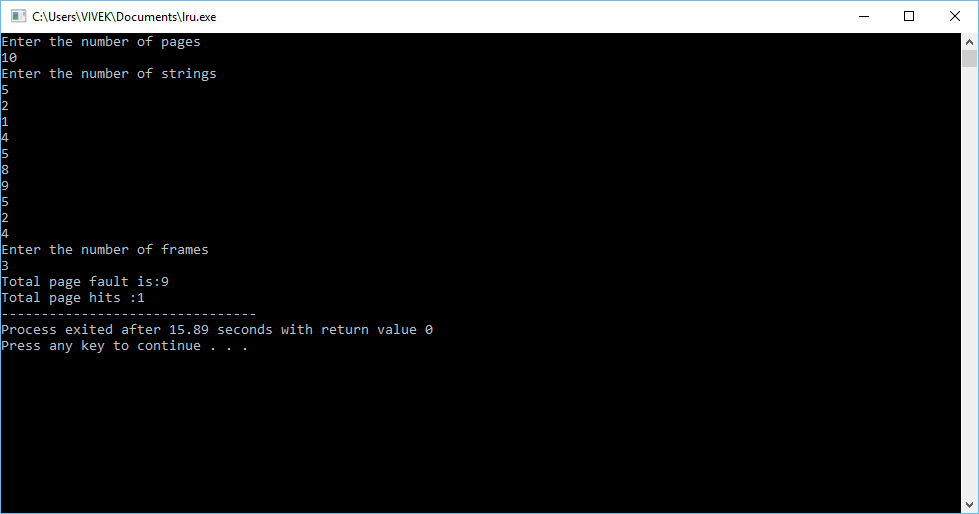 C:\Users\VIVEK\Documents\lru.exe
Enter the number of pages
10
Enter the number of strings
5
2
1
4
5
8
9
5
2
4
Enter the number of frames
3
Total page fault is:9
Total page hits :1
--------------------------------
Process exited after 15.89 seconds with return value 0
Press any key to continue . . .